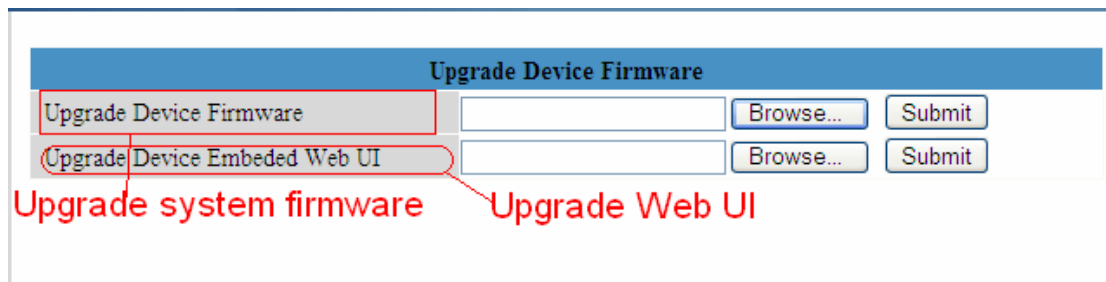 Upgrade Device Firmware
Upgrade Device Firmware Browse... Submit
Upgrade Device Embeded Web UI Browse... Submit
Upgrade system firmware Upgrade Web UI